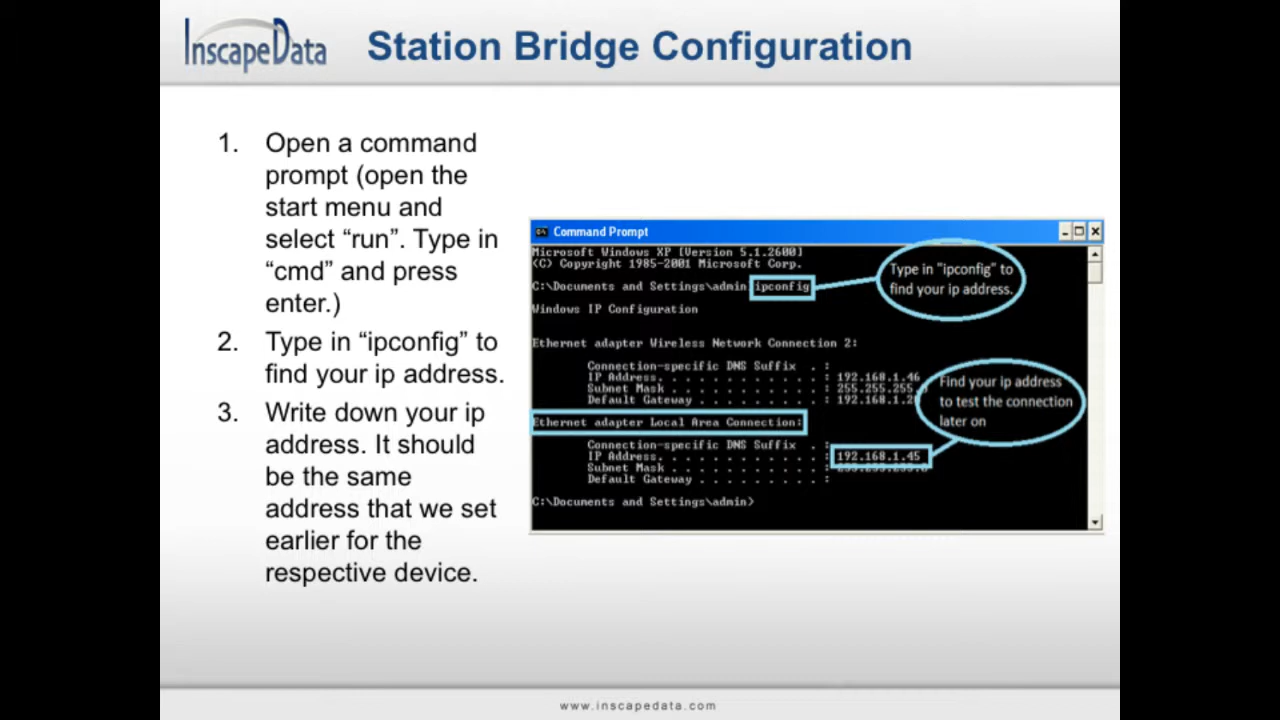 InscapeData
Station Bridge Configuration
1. Open a command
prompt (open the
start menu and
select “run”. Type in
“cmd” and press
enter.)
2. Type in “ipconfig” to
find your ip address.
3. Write down your ip
address. It should
be the same
address that we set
earlier for the
respective device.
Command Prompt
Microsoft Windows XP [Version 5.1.2600]
(C) Copyright 1985-2001 Microsoft Corp.
C:\Documents and Settings\admin ipconfig
Type in "ipconfig" to
find your ip address.
Windows IP Configuration
Ethernet adapter Wireless Network Connection 2:
Connection-specific DNS Suffix . :
IP Address. . . . . . . . . . . . : 192.168.1.46
Subnet Mask . . . . . . . . . . . : 255.255.255.
Default Gateway . . . . . . . . . : 192.168.1.2
Find your ip address
to test the connection
later on
Ethernet adapter Local Area Connection:
Connection-specific DNS Suffix . :
IP Address. . . . . . . . . . . . : 192.168.1.45
Subnet Mask . . . . . . . . . . . : 255.255.255.0
Default Gateway . . . . . . . . . :
C:\Documents and Settings\admin>
www.inscapedata.com